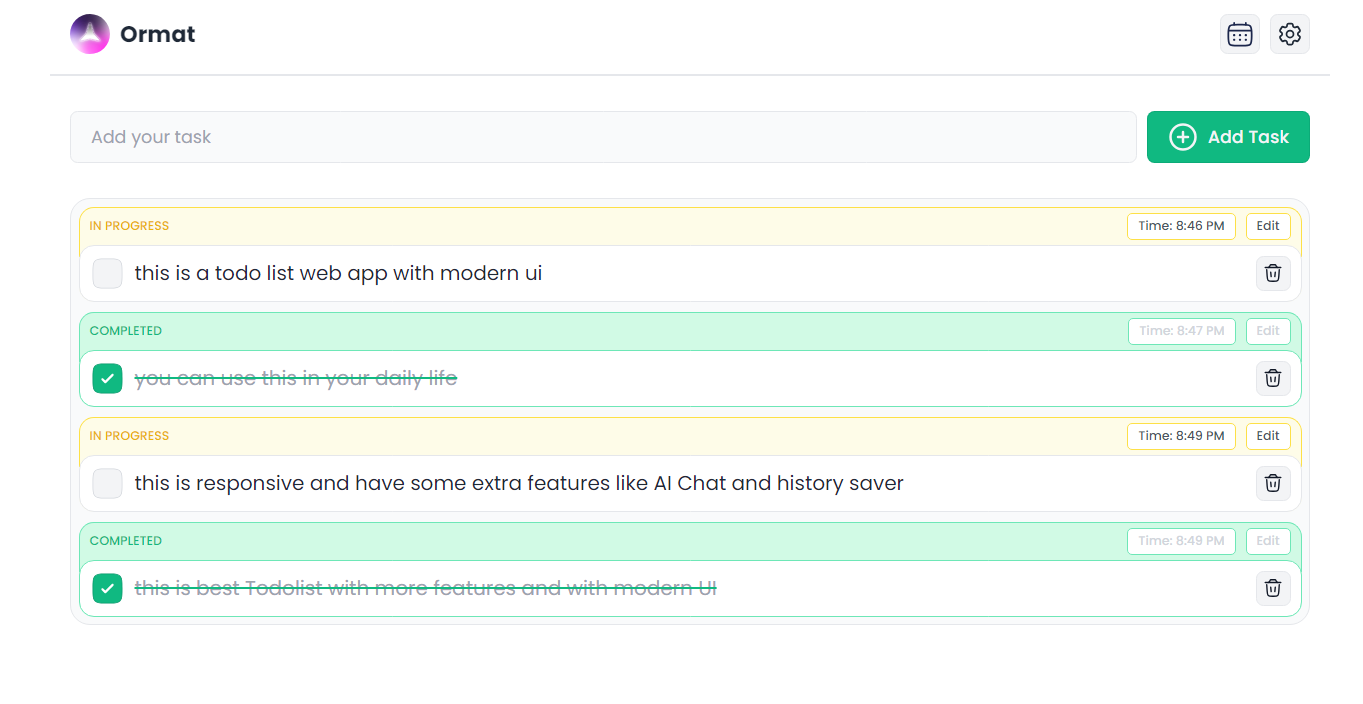 Ormat
Add your task
Add Task
IN PROGRESS
Time: 8:46 PM
Edit
this is a todo list web app with modern ui
COMPLETED
Time: 8:47 PM
Edit
you can use this in your daily life
IN PROGRESS
Time: 8:49 PM
Edit
this is responsive and have some extra features like AI Chat and history saver
COMPLETED
Time: 8:49 PM
Edit
this is best Todolist with more features and with modern UI